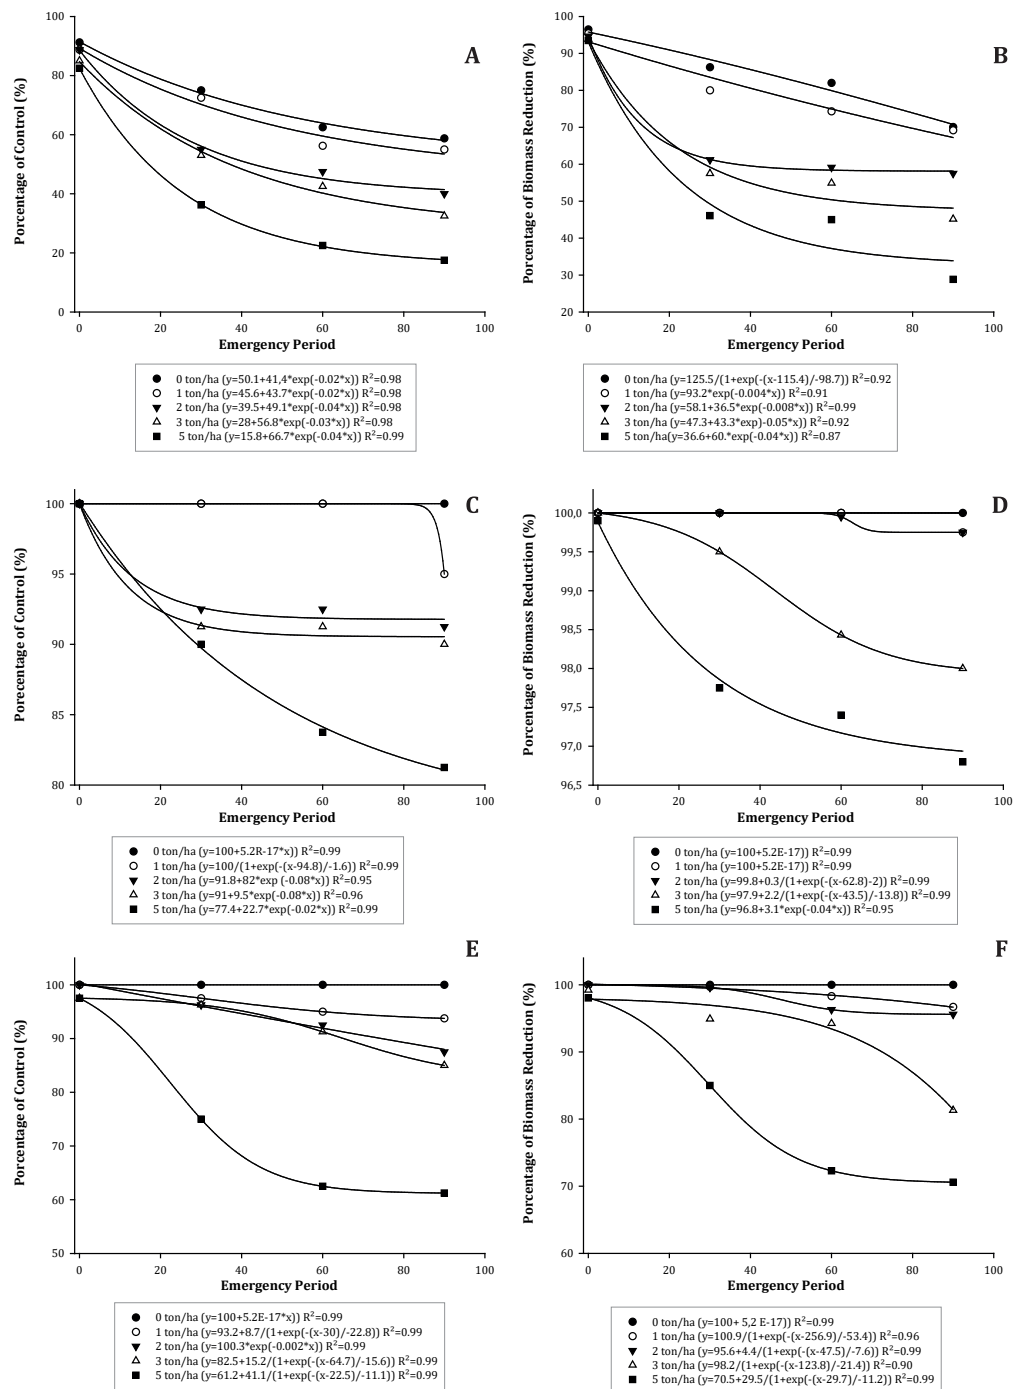 A
Porcentage of Control (%)
100
80
60
40
20
0
0 20 40 60 80 100
Emergency Period
0 ton/ha (y=50.1+41,4*exp(-0.02*x)) R²=0.98
1 ton/ha (y=45.6+43.7*exp(-0.02*x)) R²=0.98
2 ton/ha (y=39.5+49.1*exp(-0.04*x)) R²=0.98
3 ton/ha (y=28+56.8*exp(-0.03*x)) R²=0.98
5 ton/ha (y=15.8+66.7*exp(-0.04*x)) R²=0.99
B
Porcentage of Biomass Reduction (%)
100
90
80
70
60
50
40
30
20
0 20 40 60 80 100
Emergency Period
0 ton/ha (y=125.5/(1+exp(-(x-115.4)/-98.7)) R²=0.92
1 ton/ha (y=93.2*exp(-0.004*x)) R²=0.91
2 ton/ha (y=58.1+36.5*exp(-0.008*x)) R²=0.99
3 ton/ha (y=47.3+43.3*exp)-0.05*x)) R²=0.92
5 ton/ha(y=36.6+60.*exp(-0.04*x)) R²=0.87
C
Porecentage of Control (%)
100
95
90
85
80
0 20 40 60 80 100
Emergency Period
0 ton/ha (y=100+5.2R-17*x)) R²=0.99
1 ton/ha (y=100/(1+exp(-(x-94.8)/-1.6)) R²=0.99
2 ton/ha (y=91.8+82*exp (-0.08*x)) R²=0.95
3 ton/ha (y=91+9.5*exp(-0.08*x)) R²=0.96
5 ton/ha (y=77.4+22.7*exp(-0.02*x)) R²=0.99
D
Porcentage of Biomass Reduction (%)
100,0
99,5
99,0
98,5
98,0
97,5
97,0
96,5
0 20 40 60 80 100
Emergency Period
0 ton/ha (y=100+5.2E-17)) R²=0.99
1 ton/ha (y=100+5.2E-17)) R²=0.99
2 ton/ha (y=99.8+0.3/(1+exp(-(x-62.8)-2)) R²=0.99
3 ton/ha (y=97.9+2.2/(1+exp(-(x-43.5)/-13.8)) R²=0.99
5 ton/ha (y=96.8+3.1*exp(-0.04*x)) R²=0.95
E
Porcentage of Control (%)
100
90
80
70
60
50
0 20 40 60 80 100
Emergency Period
0 ton/ha (y=100+5.2E-17*x)) R²=0.99
1 ton/ha (y=93.2+8.7/(1+exp(-(x-30)/-22.8)) R²=0.99
2 ton/ha (y=100.3*exp(-0.002*x)) R²=0.99
3 ton/ha (y=82.5+15.2/(1+exp(-(x-64.7)/-15.6)) R²=0.99
5 ton/ha (y=61.2+41.1/(1+exp(-(x-22.5)/-11.1)) R²=0.99
F
Porcentage of Biomass Reduction (%)
100
90
80
70
60
0 20 40 60 80 100
Emergency Period
0 ton/ha (y=100+ 5,2 E-17)) R²=0.99
1 ton/ha (y=100.9/(1+exp(-(x-256.9)/-53.4)) R²=0.96
2 ton/ha (y=95.6+4.4/(1+exp(-(x-47.5)/-7.6)) R²=0.99
3 ton/ha (y=98.2/(1+exp(-(x-123.8)/-21.4)) R²=0.90
5 ton/ha (y=70.5+29.5/(1+exp(-(x-29.7)/-11.2)) R²=0.99